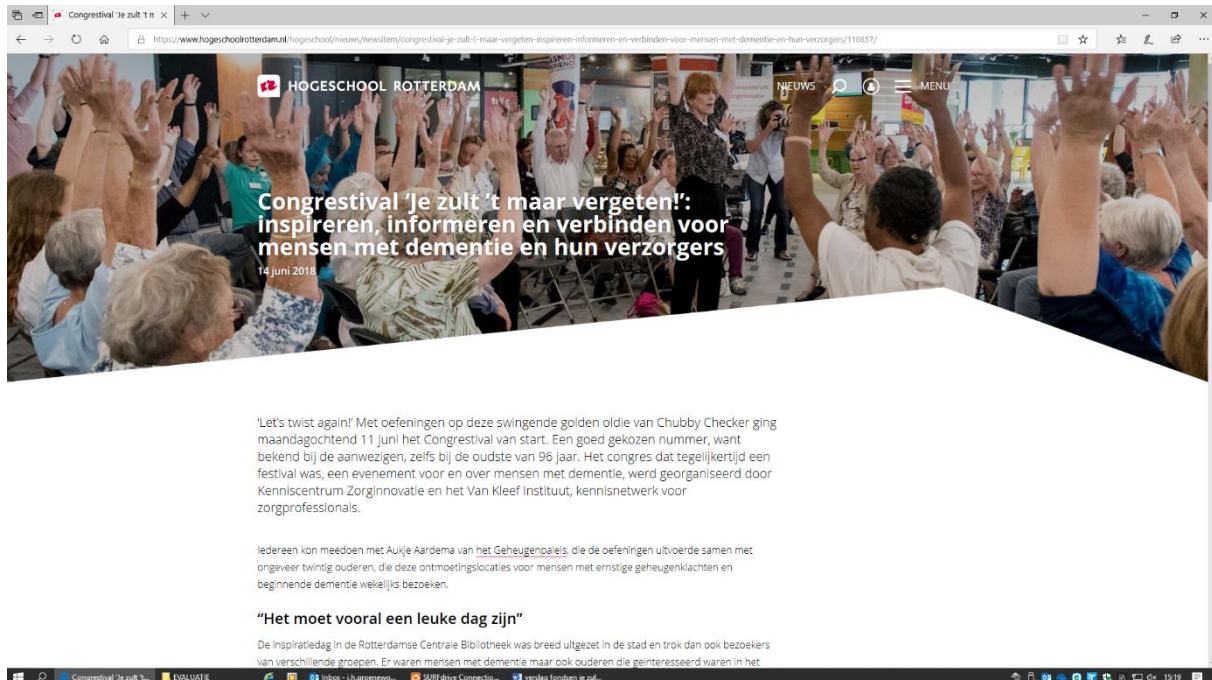 Congrestival 'Je zult 't m
https://www.hogeschoolrotterdam.nl/hogeschool/nieuws/newsitem/congrestival-je-zult-t-maar-vergeten-inspireren-informeren-en-verbinden-voor-mensen-met-dementie-en-hun-verzorgers/110857/
HOGESCHOOL ROTTERDAM
NIEUWS
MENU
Congrestival 'Je zult 't maar vergeten!':
inspireren, informeren en verbinden voor
mensen met dementie en hun verzorgers
14 juni 2018
'Let's twist again!' Met oefeningen op deze swingende golden oldie van Chubby Checker ging
maandagochtend 11 juni het Congrestival van start. Een goed gekozen nummer, want
bekend bij de aanwezigen, zelfs bij de oudste van 96 jaar. Het congres dat tegelijkertijd een
festival was, een evenement voor en over mensen met dementie, werd georganiseerd door
Kenniscentrum Zorginnovatie en het Van Kleef Instituut, kennisnetwerk voor
zorgprofessionals.
Iedereen kon meedoen met Aukje Aardema van het Geheugenpaleis, die de oefeningen uitvoerde samen met
ongeveer twintig ouderen, die deze ontmoetingslocaties voor mensen met ernstige geheugenklachten en
beginnende dementie wekelijks bezoeken.
"Het moet vooral een leuke dag zijn"
De inspiratiedag in de Rotterdamse Centrale Bibliotheek was breed uitgezet in de stad en trok dan ook bezoekers
van verschillende groepen. Er waren mensen met dementie maar ook ouderen die geïnteresseerd waren in het
Congrestival 'Je zult 't...
EVALUATIE
Inbox - i.h.groenewo...
SURFdrive Connectio...
verslag fondsen je zul...
15:19